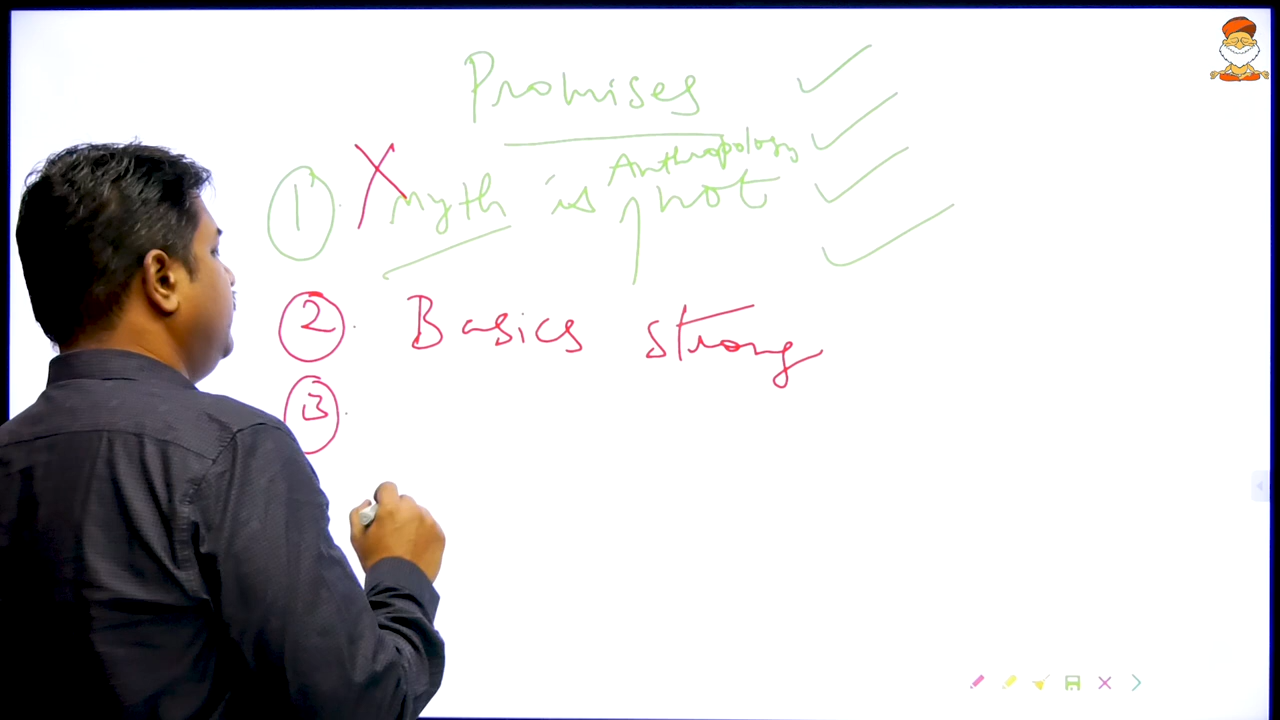 Promises
Anthropology
1. Myth is not
2. Basics strong
3.